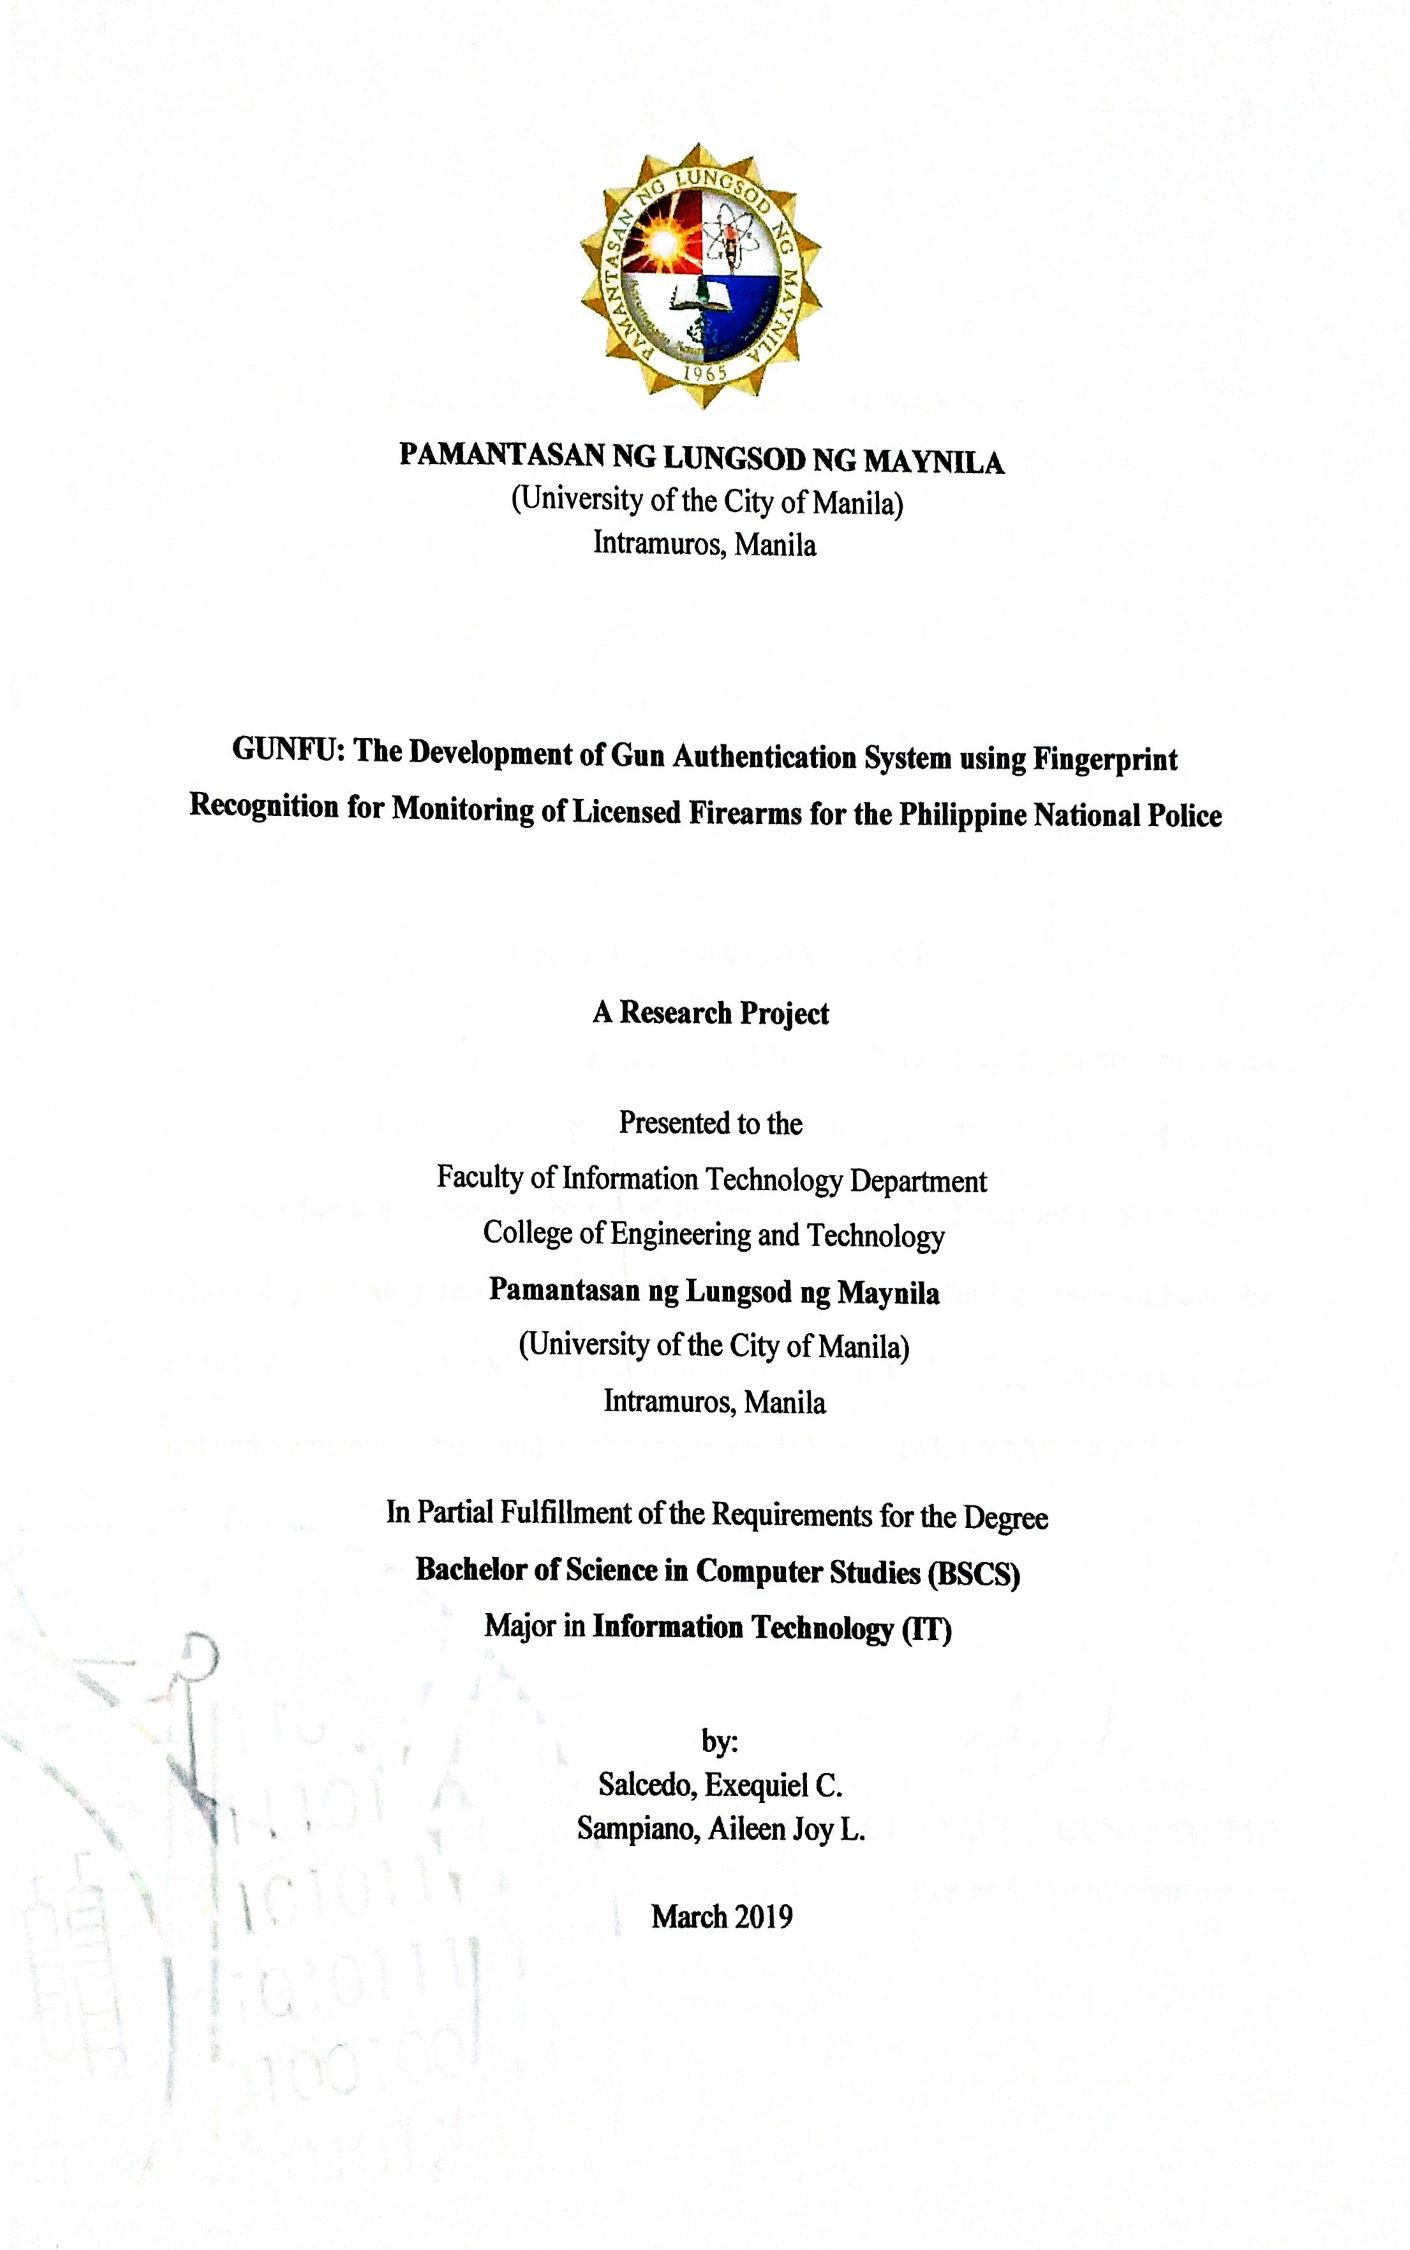 PAMANTASAN NG LUNGSOD NG MAYNILA
1965
PAMANTASAN NG LUNGSOD NG MAYNILA
(University of the City of Manila)
Intramuros, Manila
GUNFU: The Development of Gun Authentication System using Fingerprint
Recognition for Monitoring of Licensed Firearms for the Philippine National Police
A Research Project
Presented to the
Faculty of Information Technology Department
College of Engineering and Technology
Pamantasan ng Lungsod ng Maynila
(University of the City of Manila)
Intramuros, Manila
In Partial Fulfillment of the Requirements for the Degree
Bachelor of Science in Computer Studies (BSCS)
Major in Information Technology (IT)
by:
Salcedo, Exequiel C.
Sampiano, Aileen Joy L.
March 2019